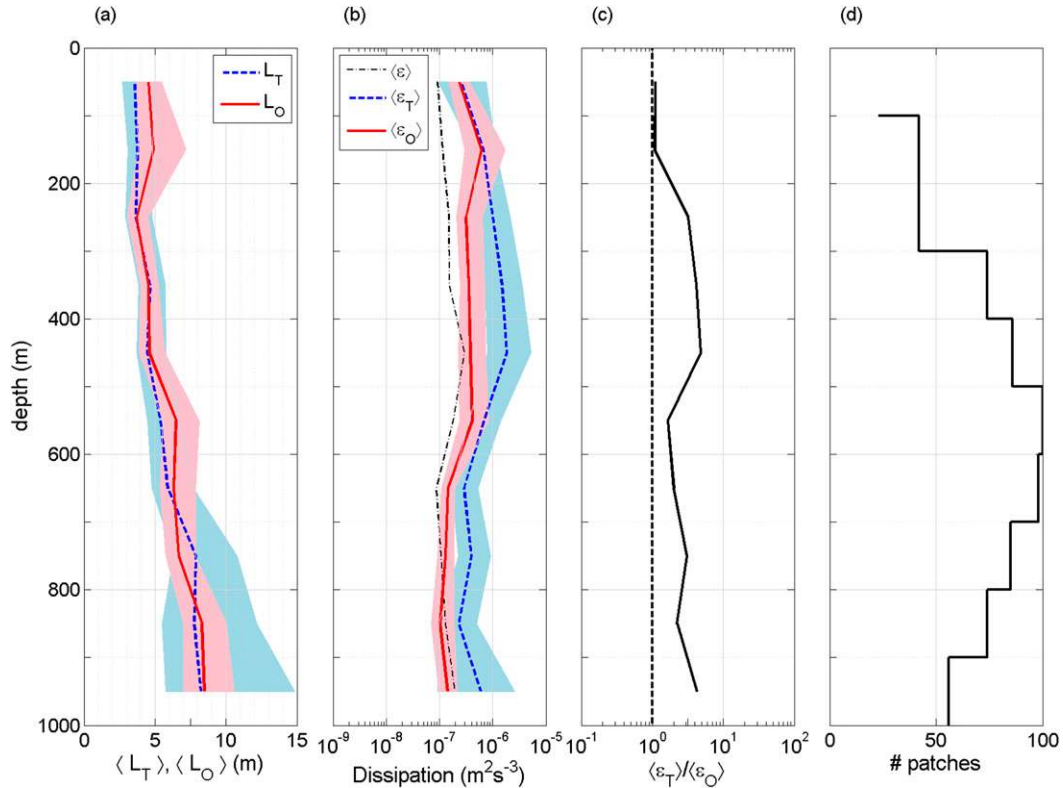 (a)
(b)
(c)
(d)
0
200
400
600
800
1000
depth (m)
L_T
L_O
⟨ε⟩
⟨ε_T⟩
⟨ε_O⟩
0 5 10 15
⟨ L_T ⟩, ⟨ L_O ⟩ (m)
10^-9 10^-8 10^-7 10^-6 10^-5
Dissipation (m²s⁻³)
10^-1 10^0 10^1 10^2
⟨ε_T⟩/⟨ε_O⟩
0 50 100
# patches